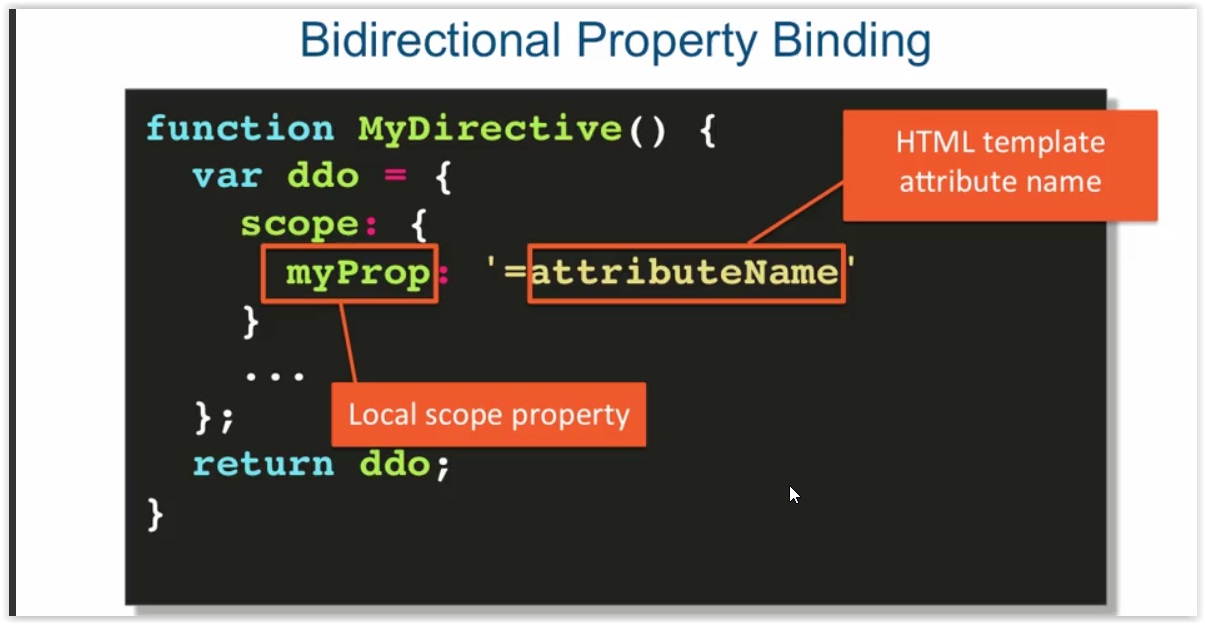 Bidirectional Property Binding
function MyDirective() {
var ddo = {
scope: {
myProp: '=attributeName'
}
...
};
return ddo;
}
HTML template
attribute name
Local scope property